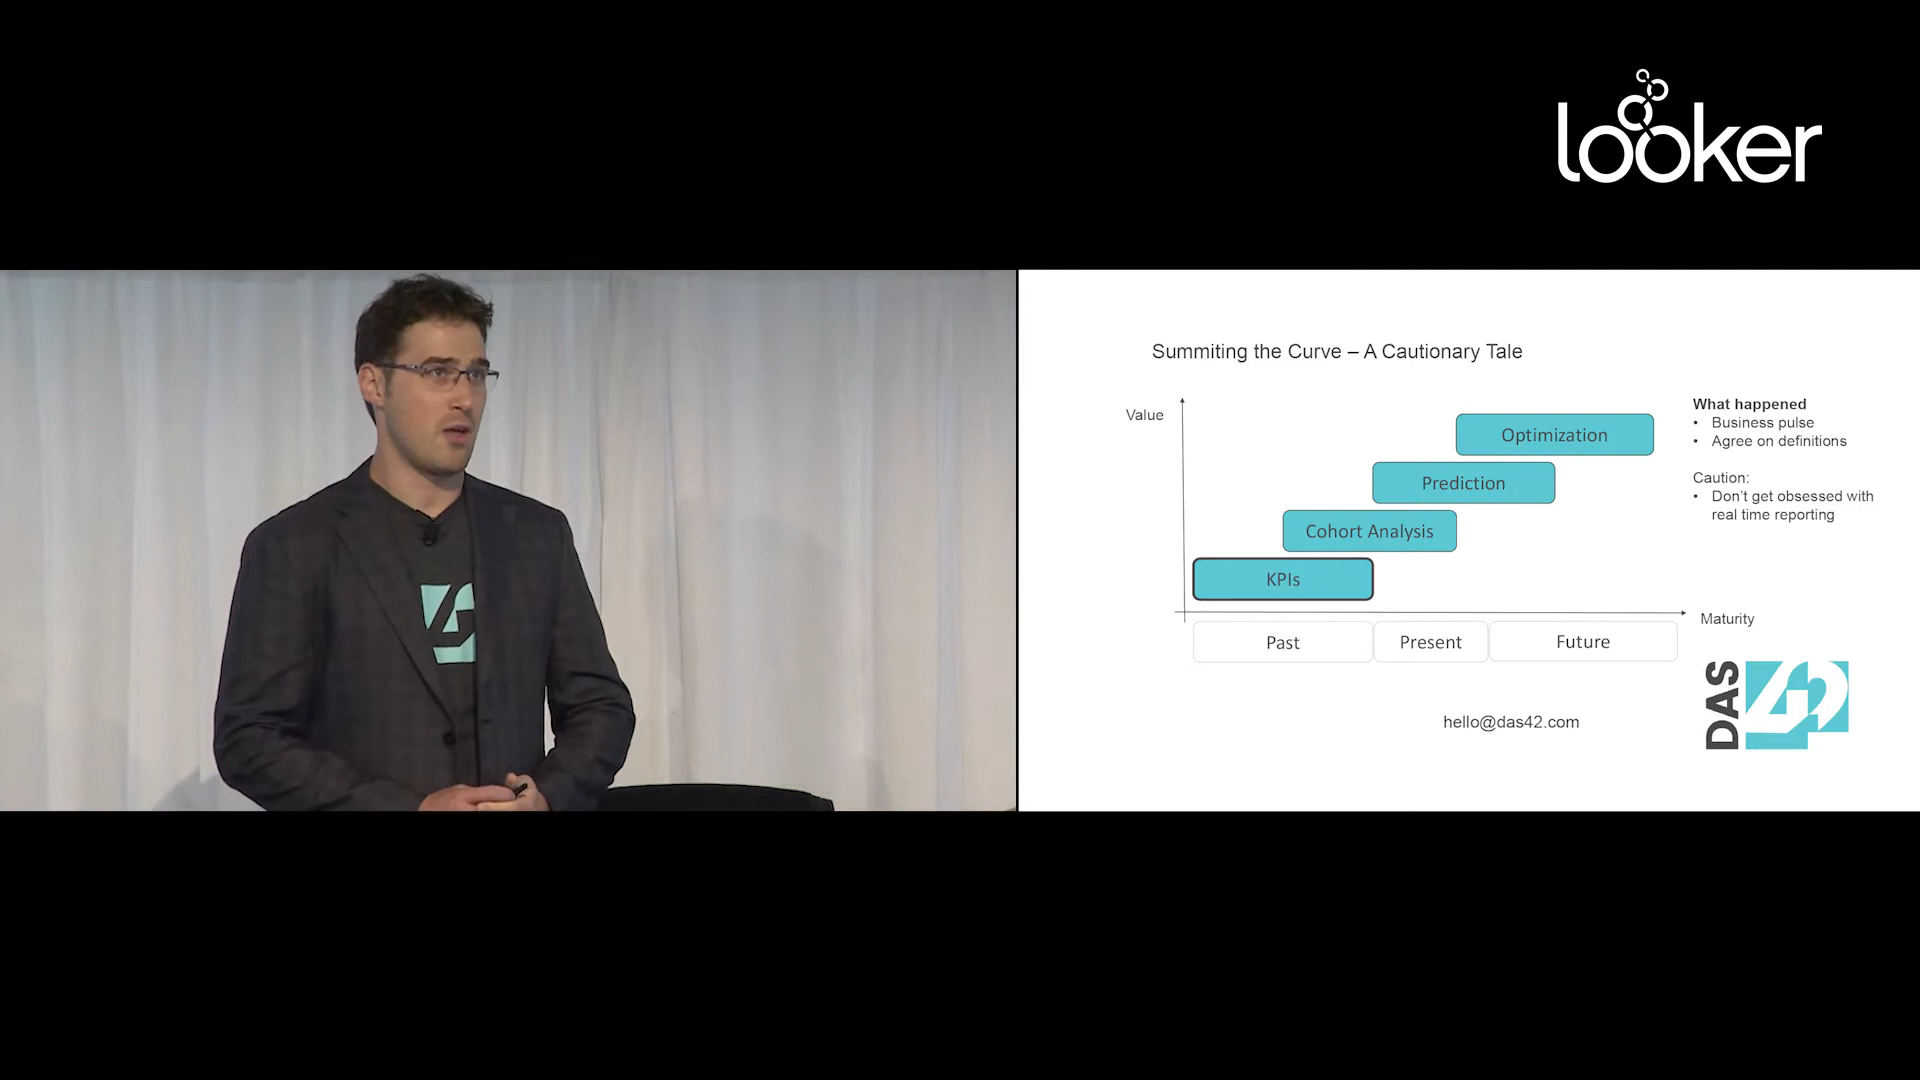 looker
Summiting the Curve – A Cautionary Tale
Value
Optimization
Prediction
Cohort Analysis
KPIs
Past
Present
Future
Maturity
What happened
• Business pulse
• Agree on definitions
Caution:
• Don't get obsessed with
real time reporting
hello@das42.com
DAS
42
42